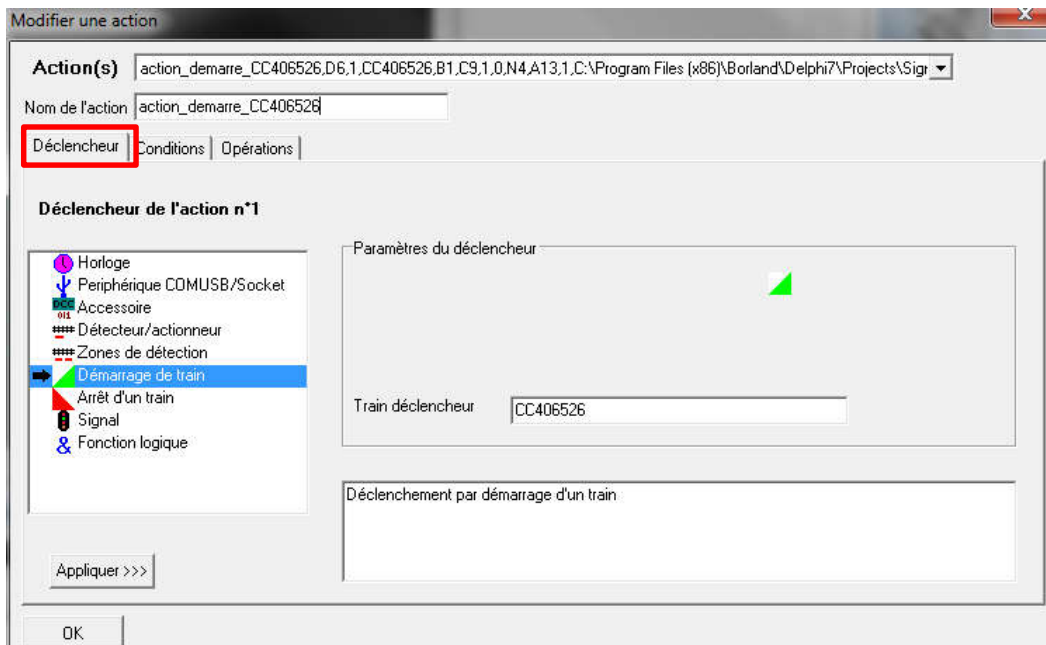 Modifier une action
X
Action(s) action_demarre_CC406526,D6,1,CC406526,B1,C9,1,0,N4,A13,1,C:\Program Files (x86)\Borland\Delphi7\Projects\Sigr
Nom de l'action action_demarre_CC406526
Déclencheur Conditions Opérations
Déclencheur de l'action n°1
Paramètres du déclencheur
Horloge
Periphérique COMUSB/Socket
DCC Accessoire
Détecteur/actionneur
Zones de détection
Démarrage de train
Arrêt d'un train
Signal
& Fonction logique
Train déclencheur CC406526
Déclenchement par démarrage d'un train
Appliquer >>>
OK